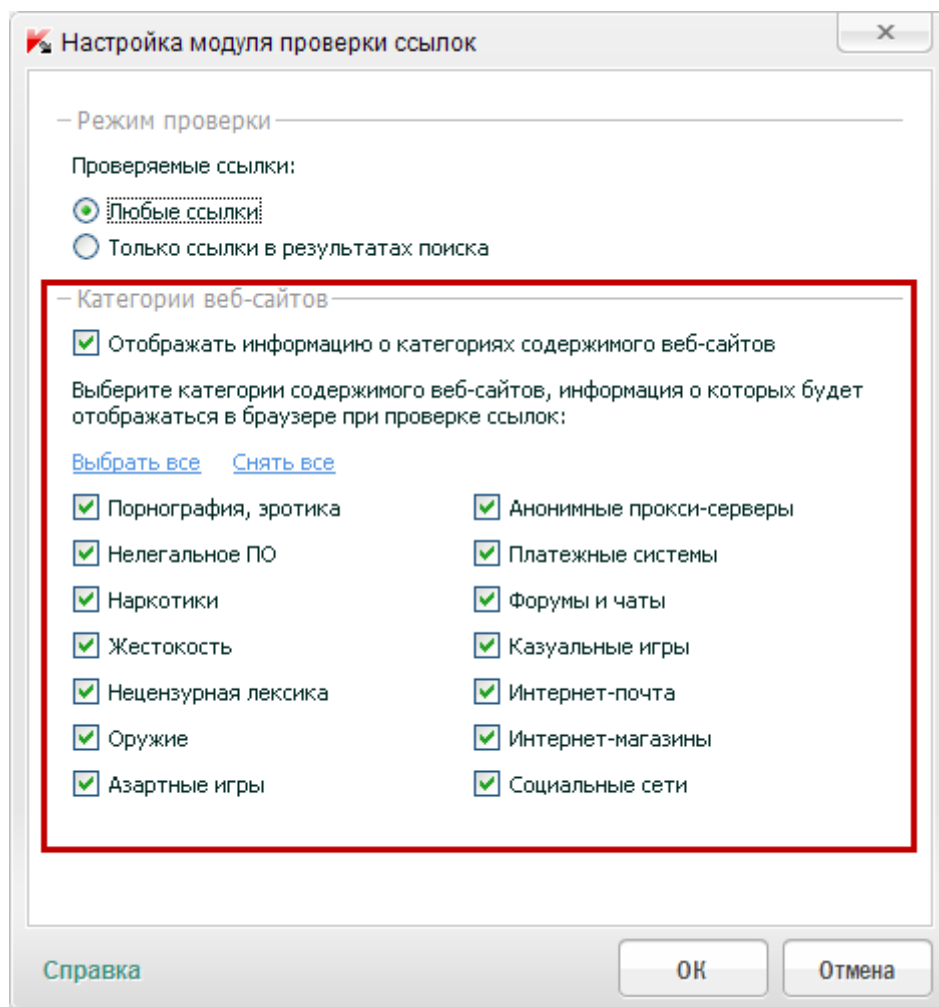 Настройка модуля проверки ссылок
Режим проверки
Проверяемые ссылки:
Любые ссылки
Только ссылки в результатах поиска
Категории веб-сайтов
Отображать информацию о категориях содержимого веб-сайтов
Выберите категории содержимого веб-сайтов, информация о которых будет
отображаться в браузере при проверке ссылок:
Выбрать все Снять все
Порнография, эротика Анонимные прокси-серверы
Нелегальное ПО Платежные системы
Наркотики Форумы и чаты
Жестокость Казуальные игры
Нецензурная лексика Интернет-почта
Оружие Интернет-магазины
Азартные игры Социальные сети
Справка ОК Отмена